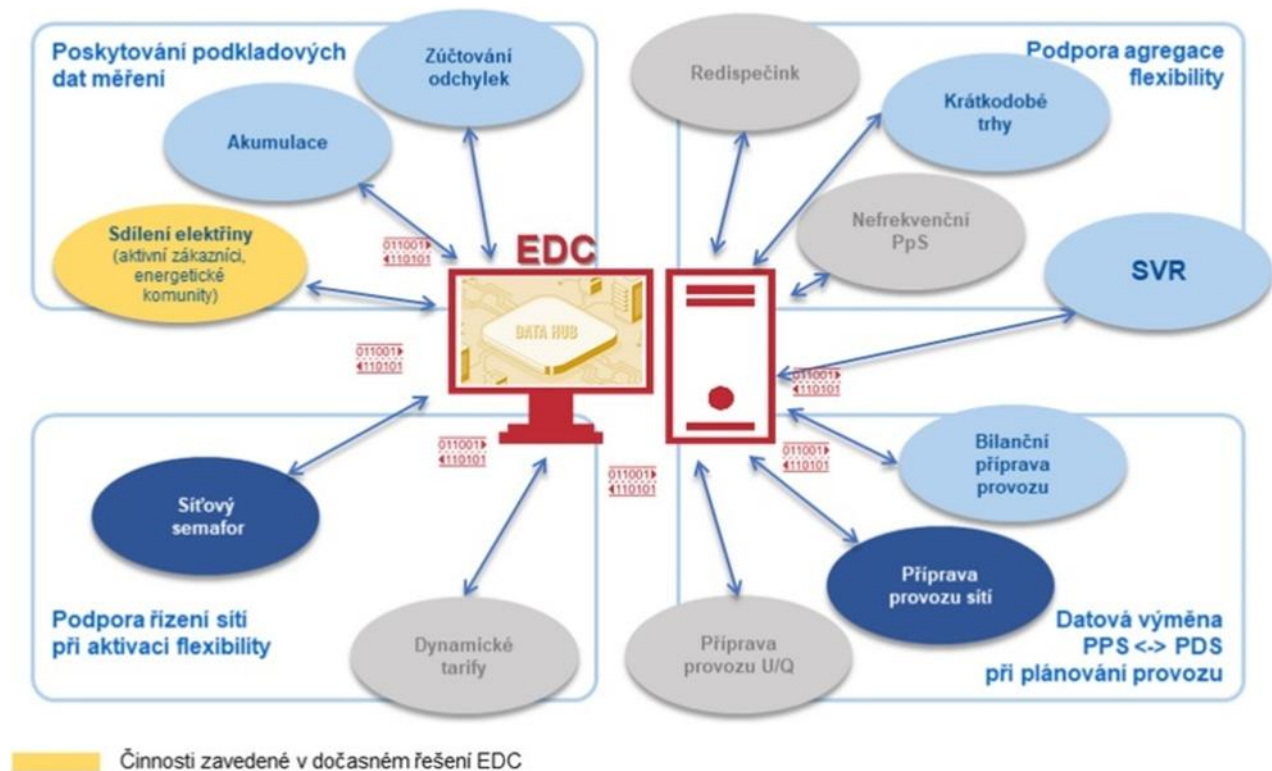 Poskytování podkladových
dat měření
Zúčtování
odchylek
Akumulace
Sdílení elektřiny
(aktivní zákazníci,
energetické
komunity)
Redispečink
Podpora agregace
flexibility
Krátkodobé
trhy
Nefrekvenční
PpS
SVR
EDC
DATA HUB
011001
110101
011001
110101
011001
110101
011001
110101
011001
110101
011001
110101
Síťový
semafor
Podpora řízení sítí
při aktivaci flexibility
Dynamické
tarify
Bilanční
příprava
provozu
Příprava
provozu sítí
Příprava
provozu U/Q
Datová výměna
PPS <-> PDS
při plánování provozu
Činnosti zavedené v dočasném řešení EDC